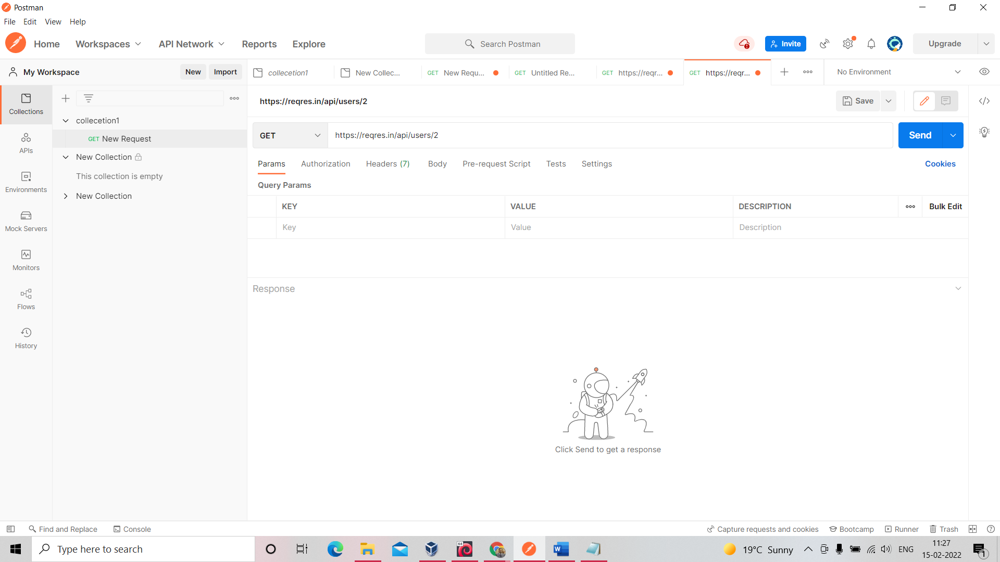 Postman
File Edit View Help
Home Workspaces API Network Reports Explore Search Postman Invite Upgrade
My Workspace New Import collecetion1 New Collec... GET New Requ... GET Untitled Re... GET https://reqr... GET https://reqr... No Environment
https://reqres.in/api/users/2 Save
Collections
collecetion1
GET New Request
New Collection
This collection is empty
New Collection
APIs
Environments
Mock Servers
Monitors
Flows
History
GET https://reqres.in/api/users/2 Send
Params Authorization Headers (7) Body Pre-request Script Tests Settings Cookies
Query Params
KEY VALUE DESCRIPTION Bulk Edit
Key Value Description
Response
Click Send to get a response
Find and Replace Console Capture requests and cookies Bootcamp Runner Trash
Type here to search 64 W 19°C Sunny ENG
11:27
15-02-2022
1